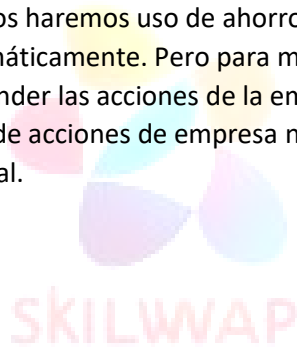 os haremos uso de ahorro
náticamente. Pero para m
nder las acciones de la en
de acciones de empresa n
al.
SKILWAP